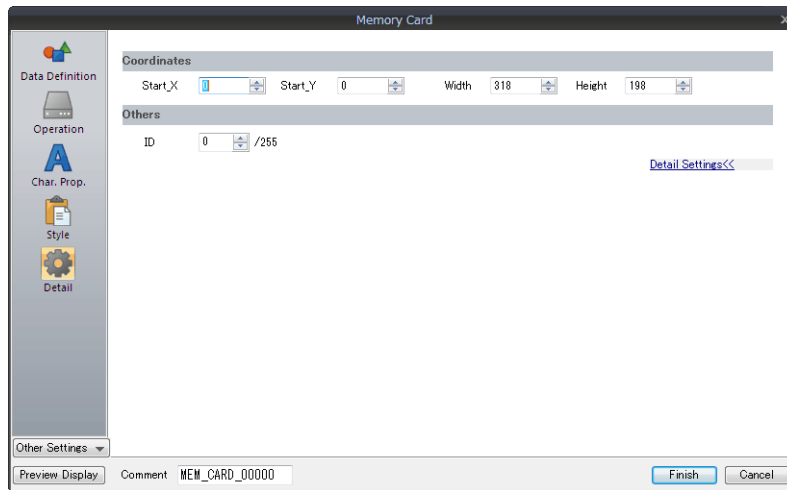 Memory Card
Data Definition
Operation
Char. Prop.
Style
Detail
Other Settings
Preview Display
Coordinates
Start_X 0 Start_Y 0 Width 318 Height 198
Others
ID 0 /255
Detail Settings<<
Comment MEM_CARD_00000 Finish Cancel